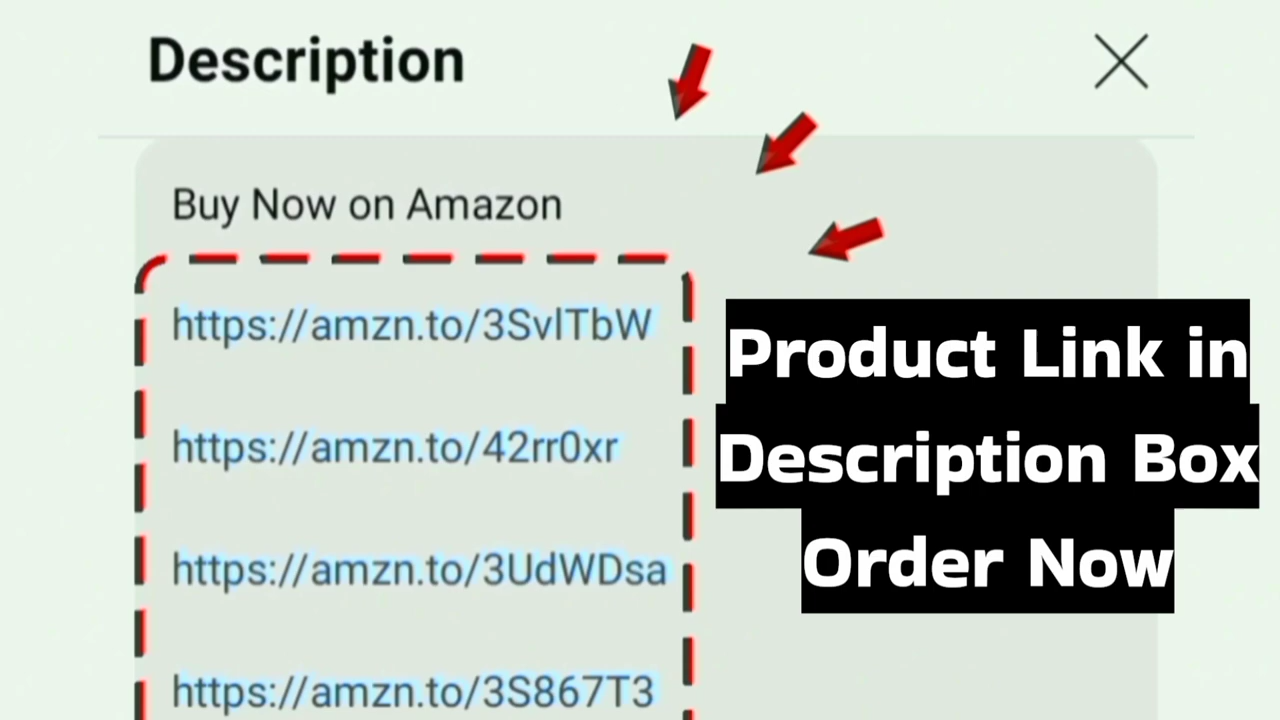 Description
Buy Now on Amazon
https://amzn.to/3SvlTbW
https://amzn.to/42rr0xr
https://amzn.to/3UdWDsa
https://amzn.to/3S867T3
Product Link in
Description Box
Order Now